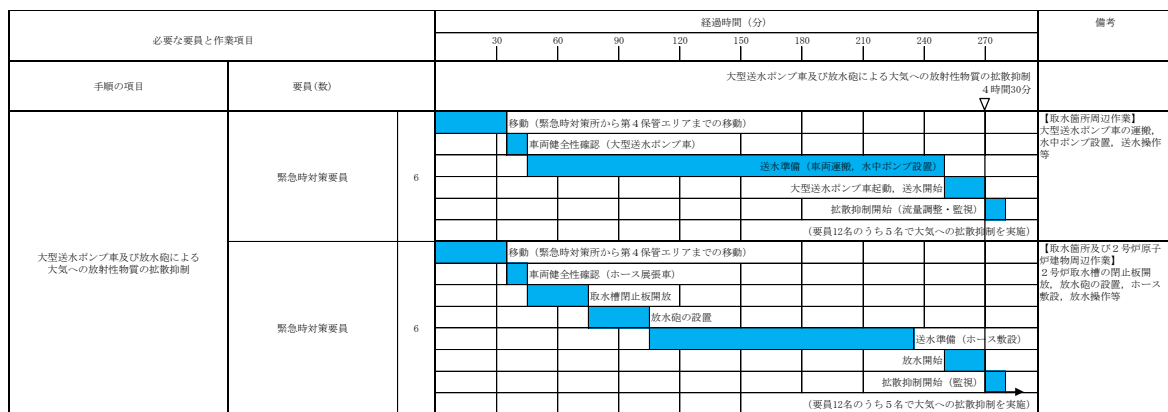 必要な要員と作業項目
経過時間（分）
備考
30 60 90 120 150 180 210 240 270
手順の項目
要員(数)
大型送水ポンプ車及び放水砲による大気への放射性物質の拡散抑制
４時間30分
大型送水ポンプ車及び放水砲による
大気への放射性物質の拡散抑制
緊急時対策要員
6
移動（緊急時対策所から第４保管エリアまでの移動）
車両健全性確認（大型送水ポンプ車）
送水準備（車両運搬，水中ポンプ設置）
大型送水ポンプ車起動，送水開始
拡散抑制開始（流量調整・監視）
（要員12名のうち５名で大気への拡散抑制を実施）
【取水箇所周辺作業】
大型送水ポンプ車の運搬，
水中ポンプ設置，送水操作
等
緊急時対策要員
6
移動（緊急時対策所から第４保管エリアまでの移動）
車両健全性確認（ホース展張車）
取水槽閉止板開放
放水砲の設置
送水準備（ホース敷設）
放水開始
拡散抑制開始（監視）
（要員12名のうち５名で大気への拡散抑制を実施）
【取水箇所及び２号炉原子
炉建物周辺作業】
２号炉取水槽の閉止板開
放，放水砲の設置，ホース
敷設，放水操作等